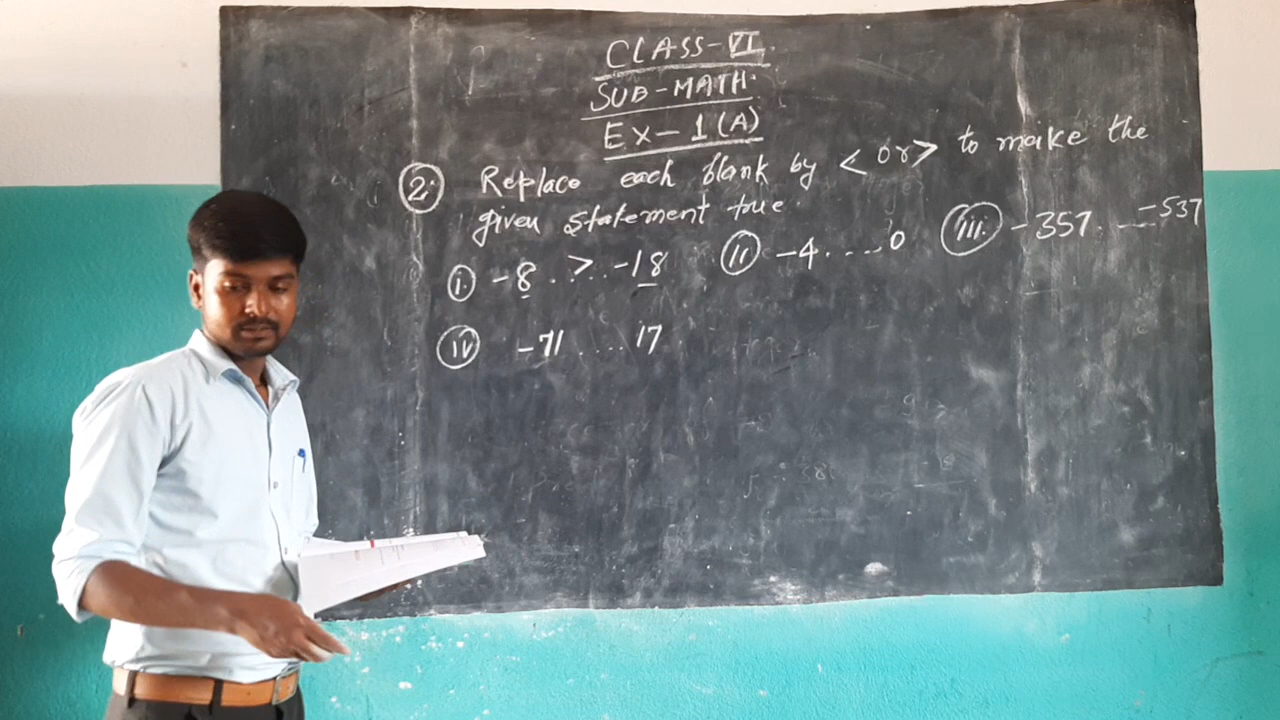 CLASS-VI.
SUB-MATH.
EX-1(A)
2. Replace each blank by < or > to make the
given statement true.
i. -8 .>..-18 ii -4....0 iii. -357. ...-537
iv -71 .... 17